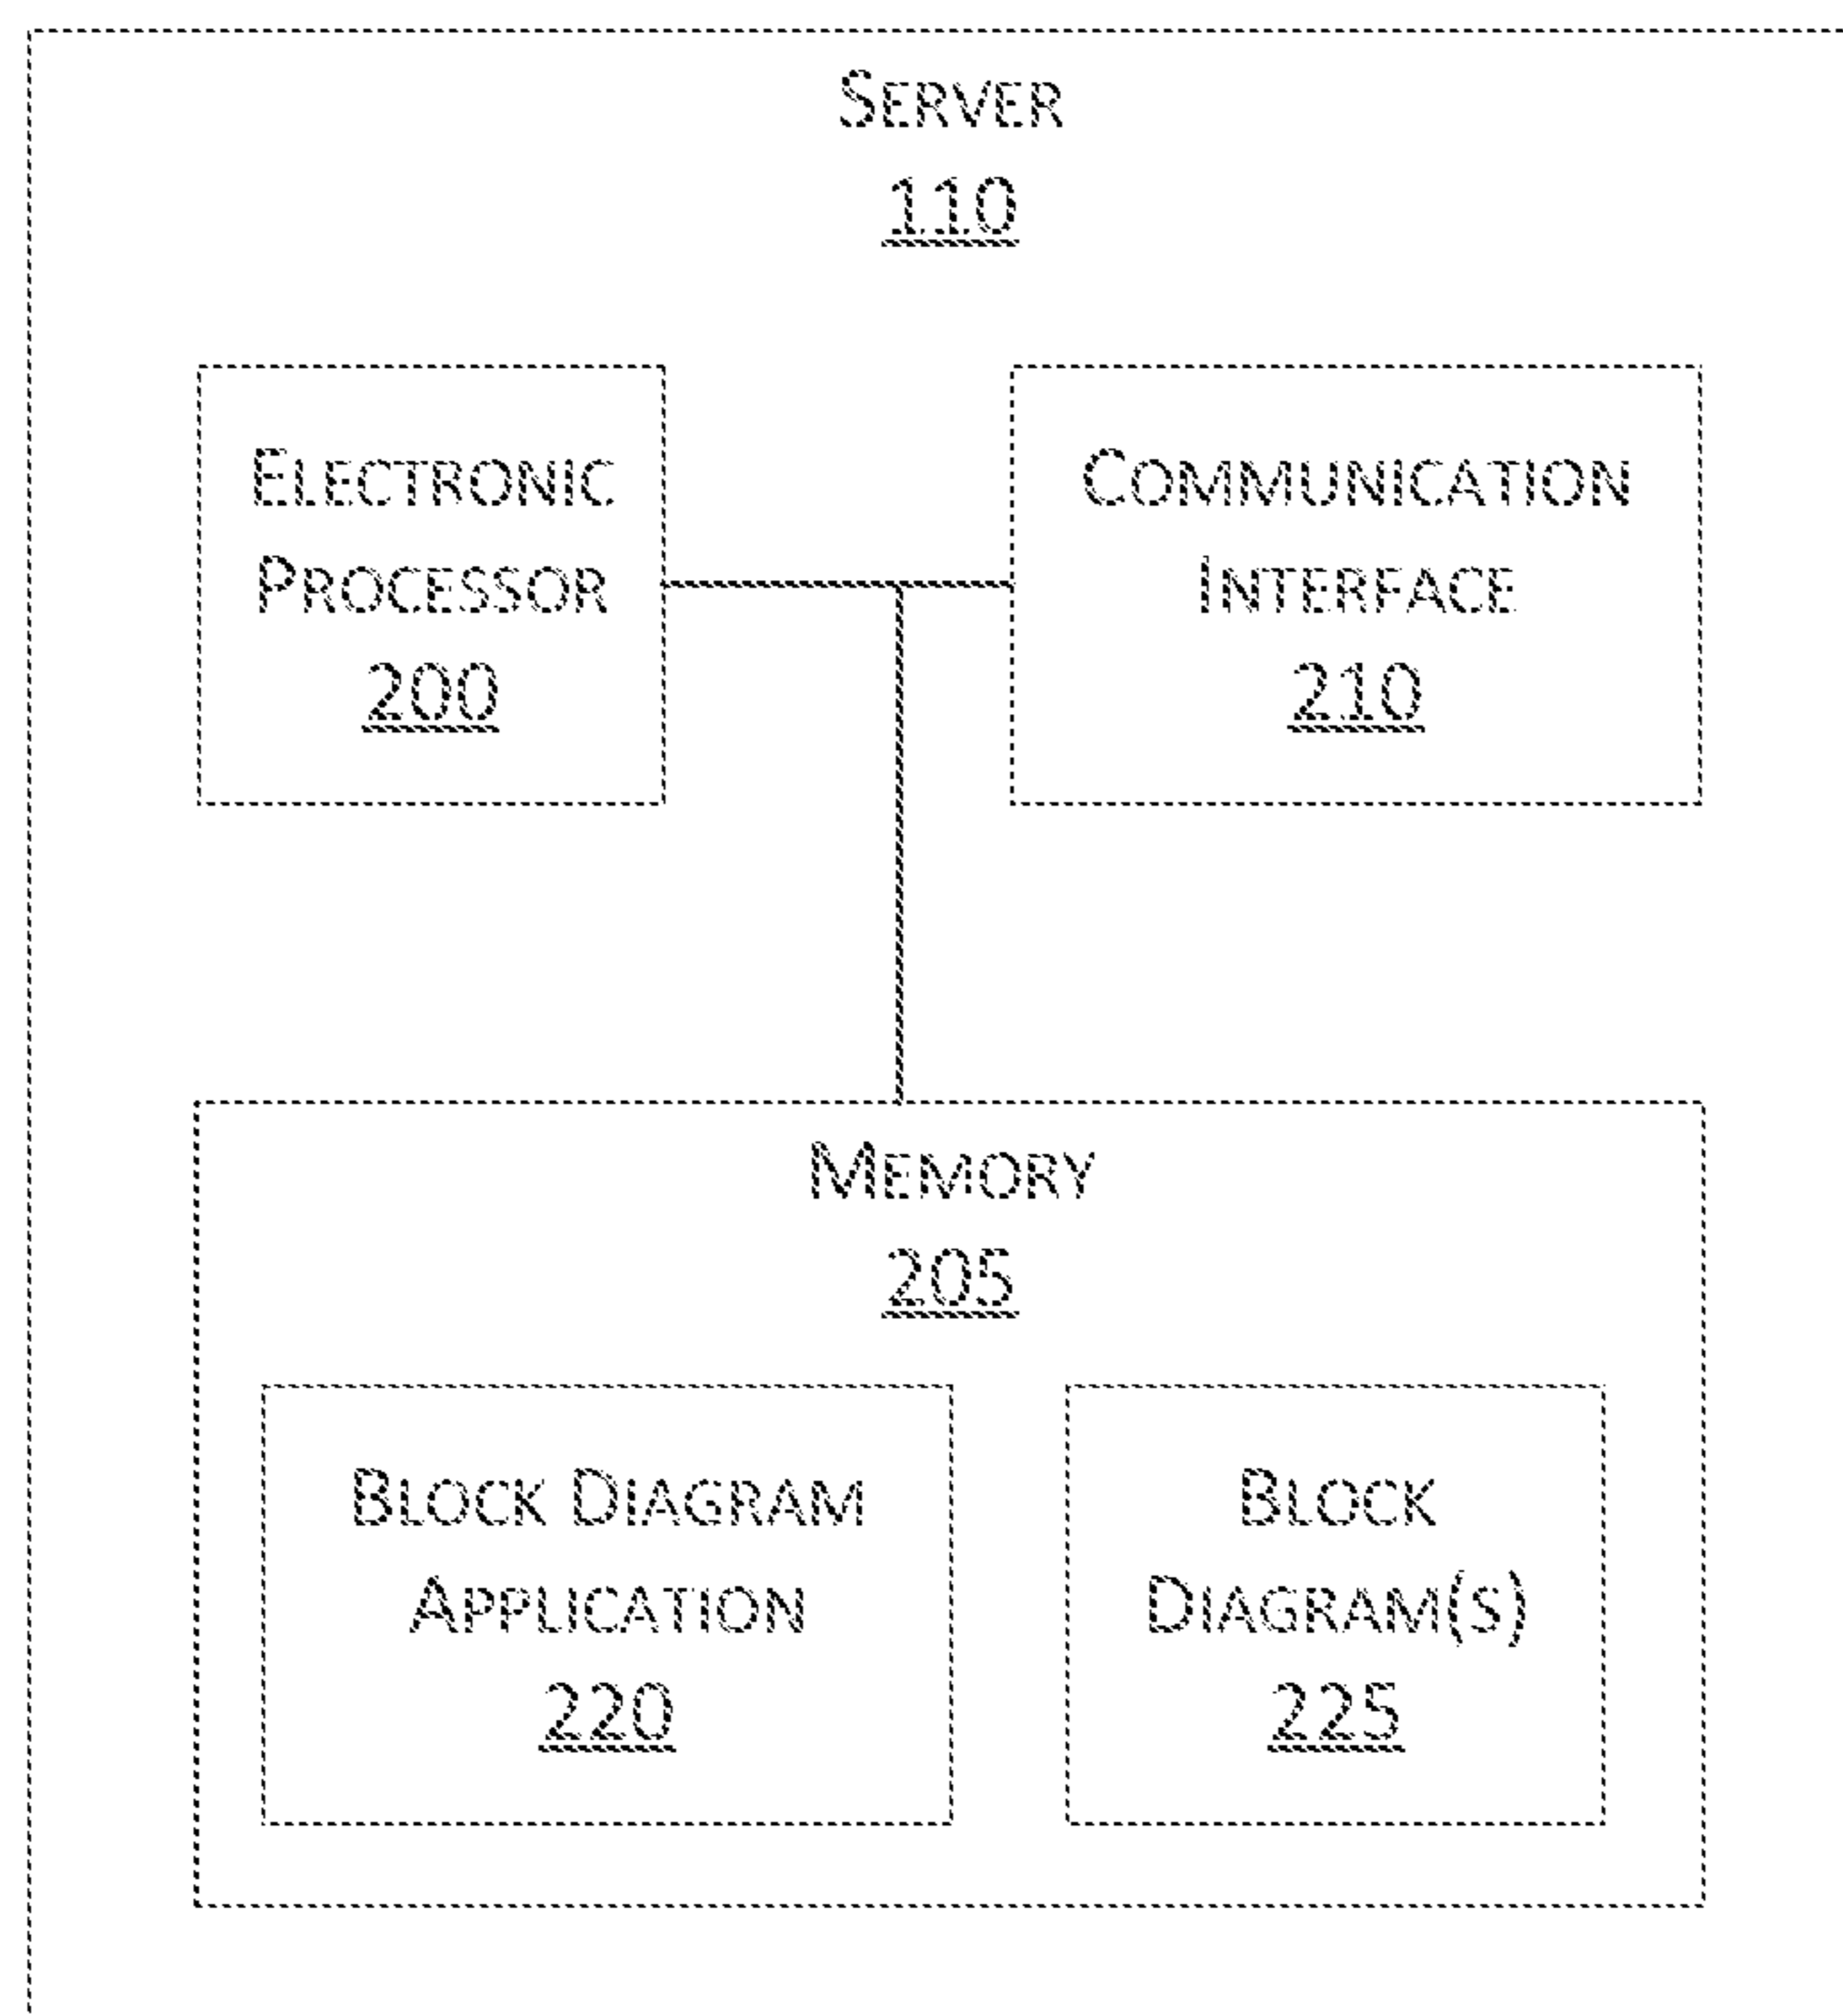 SERVER
110
ELECTRONIC
PROCESSOR
200
COMMUNICATION
INTERFACE
210
MEMORY
205
BLOCK DIAGRAM
APPLICATION
220
BLOCK
DIAGRAM(S)
225